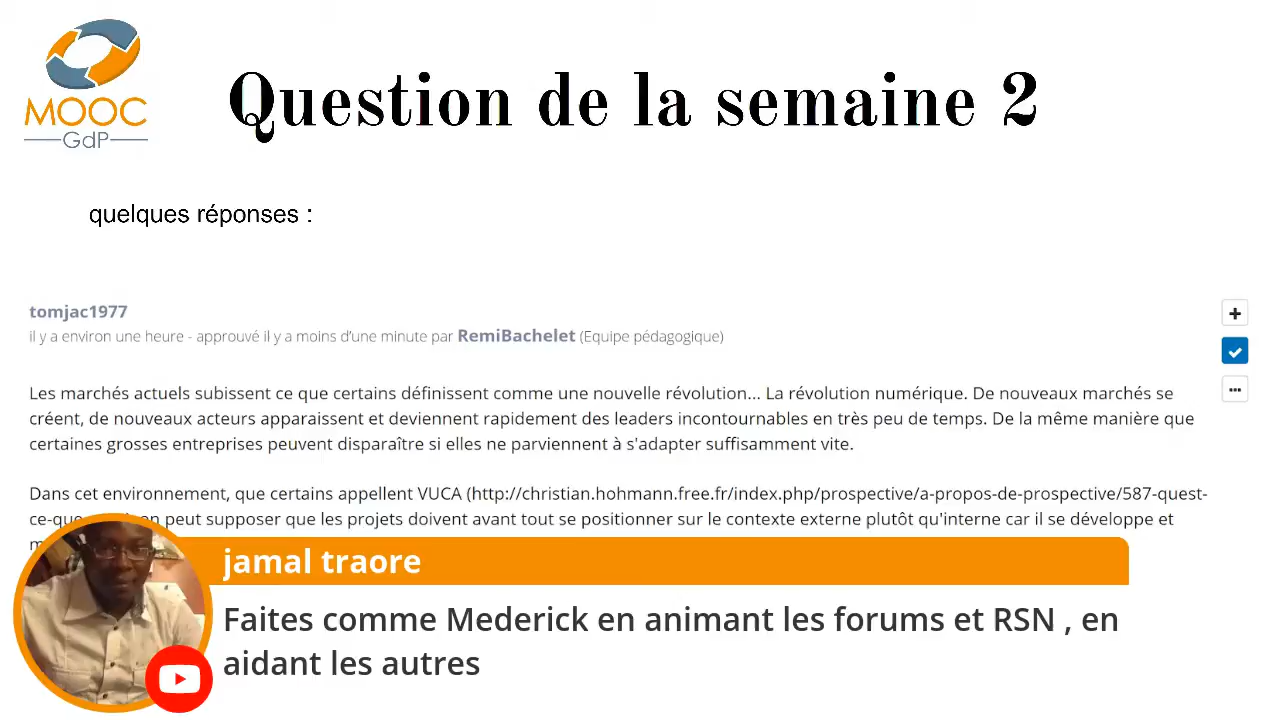 MOOC
GdP
Question de la semaine 2
quelques réponses :
tomjac1977
il y a environ une heure - approuvé il y a moins d'une minute par RemiBachelet (Equipe pédagogique)
Les marchés actuels subissent ce que certains définissent comme une nouvelle révolution... La révolution numérique. De nouveaux marchés se
créent, de nouveaux acteurs apparaissent et deviennent rapidement des leaders incontournables en très peu de temps. De la même manière que
certaines grosses entreprises peuvent disparaître si elles ne parviennent à s'adapter suffisamment vite.
Dans cet environnement, que certains appellent VUCA (http://christian.hohmann.free.fr/index.php/prospective/a-propos-de-prospective/587-quest-
ce-que peut supposer que les projets doivent avant tout se positionner sur le contexte externe plutôt qu'interne car il se développe et
jamal traore
Faites comme Mederick en animant les forums et RSN , en
aidant les autres